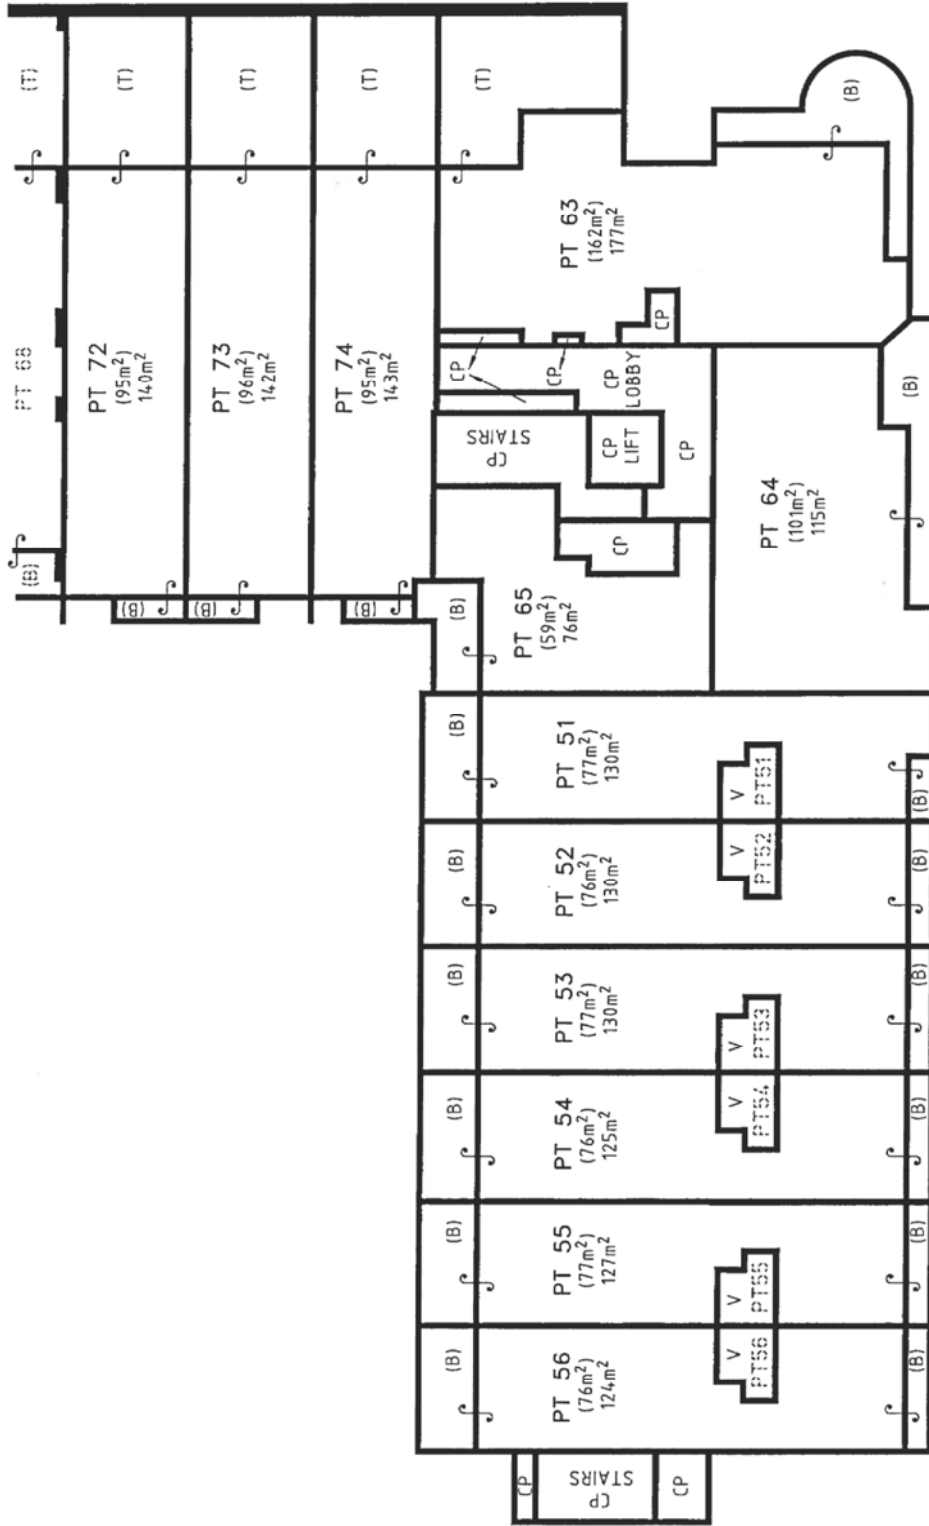 (T)
(T)
(T)
(T)
(T)
(B)
PT 68
PT 72
(95m²)
140m²
PT 73
(96m²)
142m²
PT 74
(95m²)
143m²
PT 63
(162m²)
177m²
CP
CP
CP
CP
LOBBY
CP
STAIRS
CP
LIFT
CP
(B)
PT 64
(101m²)
115m²
CP
(B)
(B)
(B)
(B)
PT 65
(59m²)
76m²
(B)
PT 51
(77m²)
130m²
V
PT51
(B)
(B)
PT 52
(76m²)
130m²
V
PT52
(B)
(B)
PT 53
(77m²)
130m²
V
PT53
(B)
(B)
PT 54
(76m²)
125m²
V
PT54
(B)
(B)
PT 55
(77m²)
127m²
V
PT55
(B)
(B)
PT 56
(76m²)
124m²
V
PT56
(B)
CP
CP
STAIRS
CP